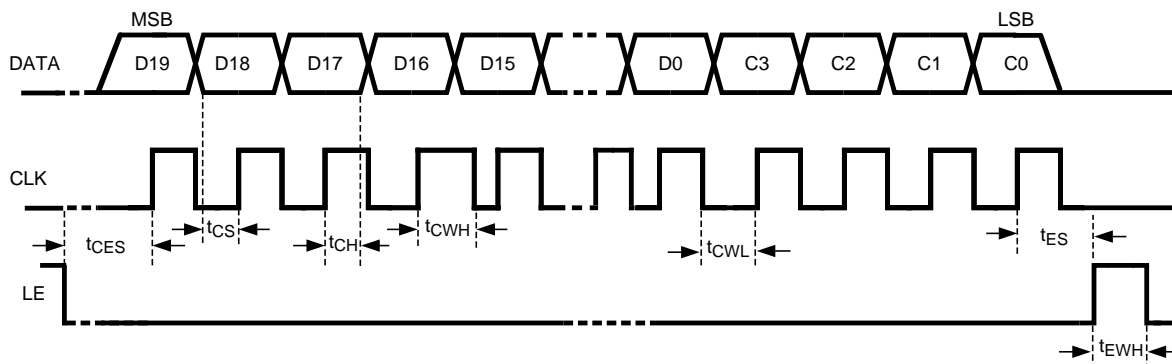 MSB LSB
DATA D19 D18 D17 D16 D15 D0 C3 C2 C1 C0
CLK
tCES tCS tCH tCWH tCWL tES
LE
tEWH